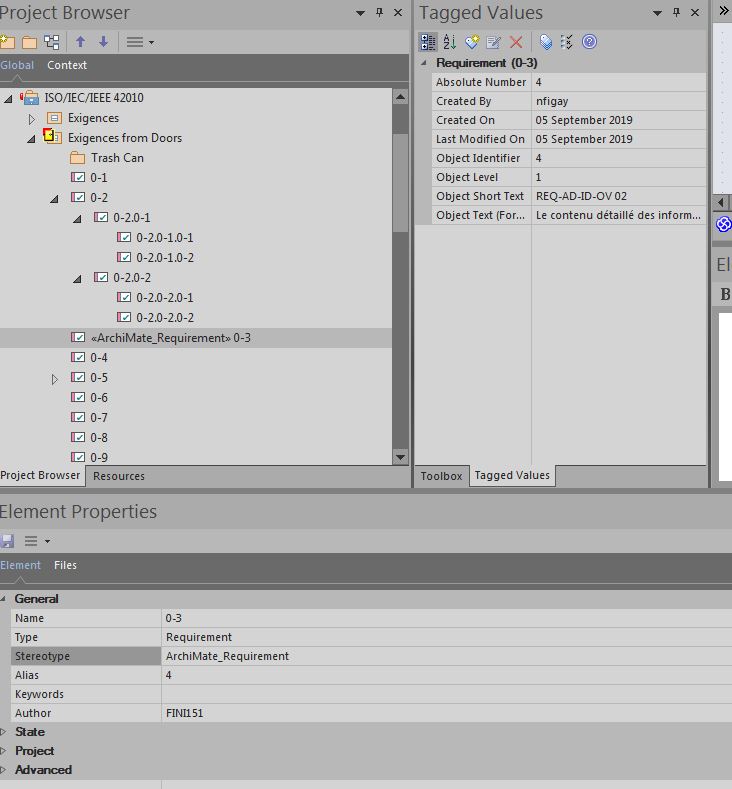 Project Browser
Global Context
ISO/IEC/IEEE 42010
Exigences
Exigences from Doors
Trash Can
0-1
0-2
0-2.0-1
0-2.0-1.0-1
0-2.0-1.0-2
0-2.0-2
0-2.0-2.0-1
0-2.0-2.0-2
«ArchiMate_Requirement» 0-3
0-4
0-5
0-6
0-7
0-8
0-9
Project Browser Resources
Tagged Values
Requirement (0-3)
Absolute Number 4
Created By nfigay
Created On 05 September 2019
Last Modified On 05 September 2019
Object Identifier 4
Object Level 1
Object Short Text REQ-AD-ID-OV 02
Object Text (For... Le contenu détaillé des inform...
Toolbox Tagged Values
El
B
Element Properties
Element Files
General
Name 0-3
Type Requirement
Stereotype ArchiMate_Requirement
Alias 4
Keywords
Author FINI151
State
Project
Advanced